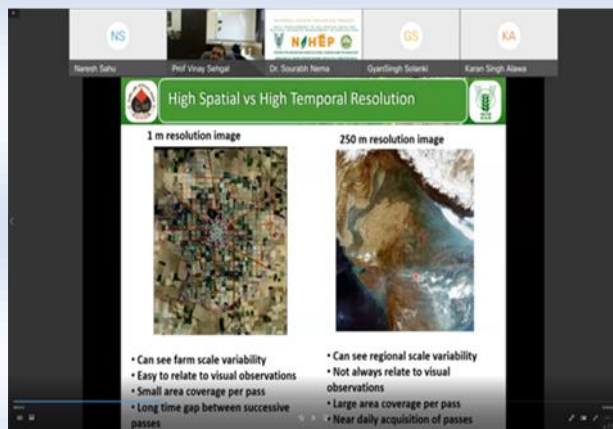 NS
GS
KA
NAHEP
Naresh Sahu
Prof Vinay Sehgal
Dr. Sourabh Nema
GyanSingh Solanki
Karan Singh Alawa
High Spatial vs High Temporal Resolution
1 m resolution image
250 m resolution image
• Can see farm scale variability
• Easy to relate to visual observations
• Small area coverage per pass
• Long time gap between successive
passes
• Can see regional scale variability
• Not always relate to visual
observations
• Large area coverage per pass
• Near daily acquisition of passes